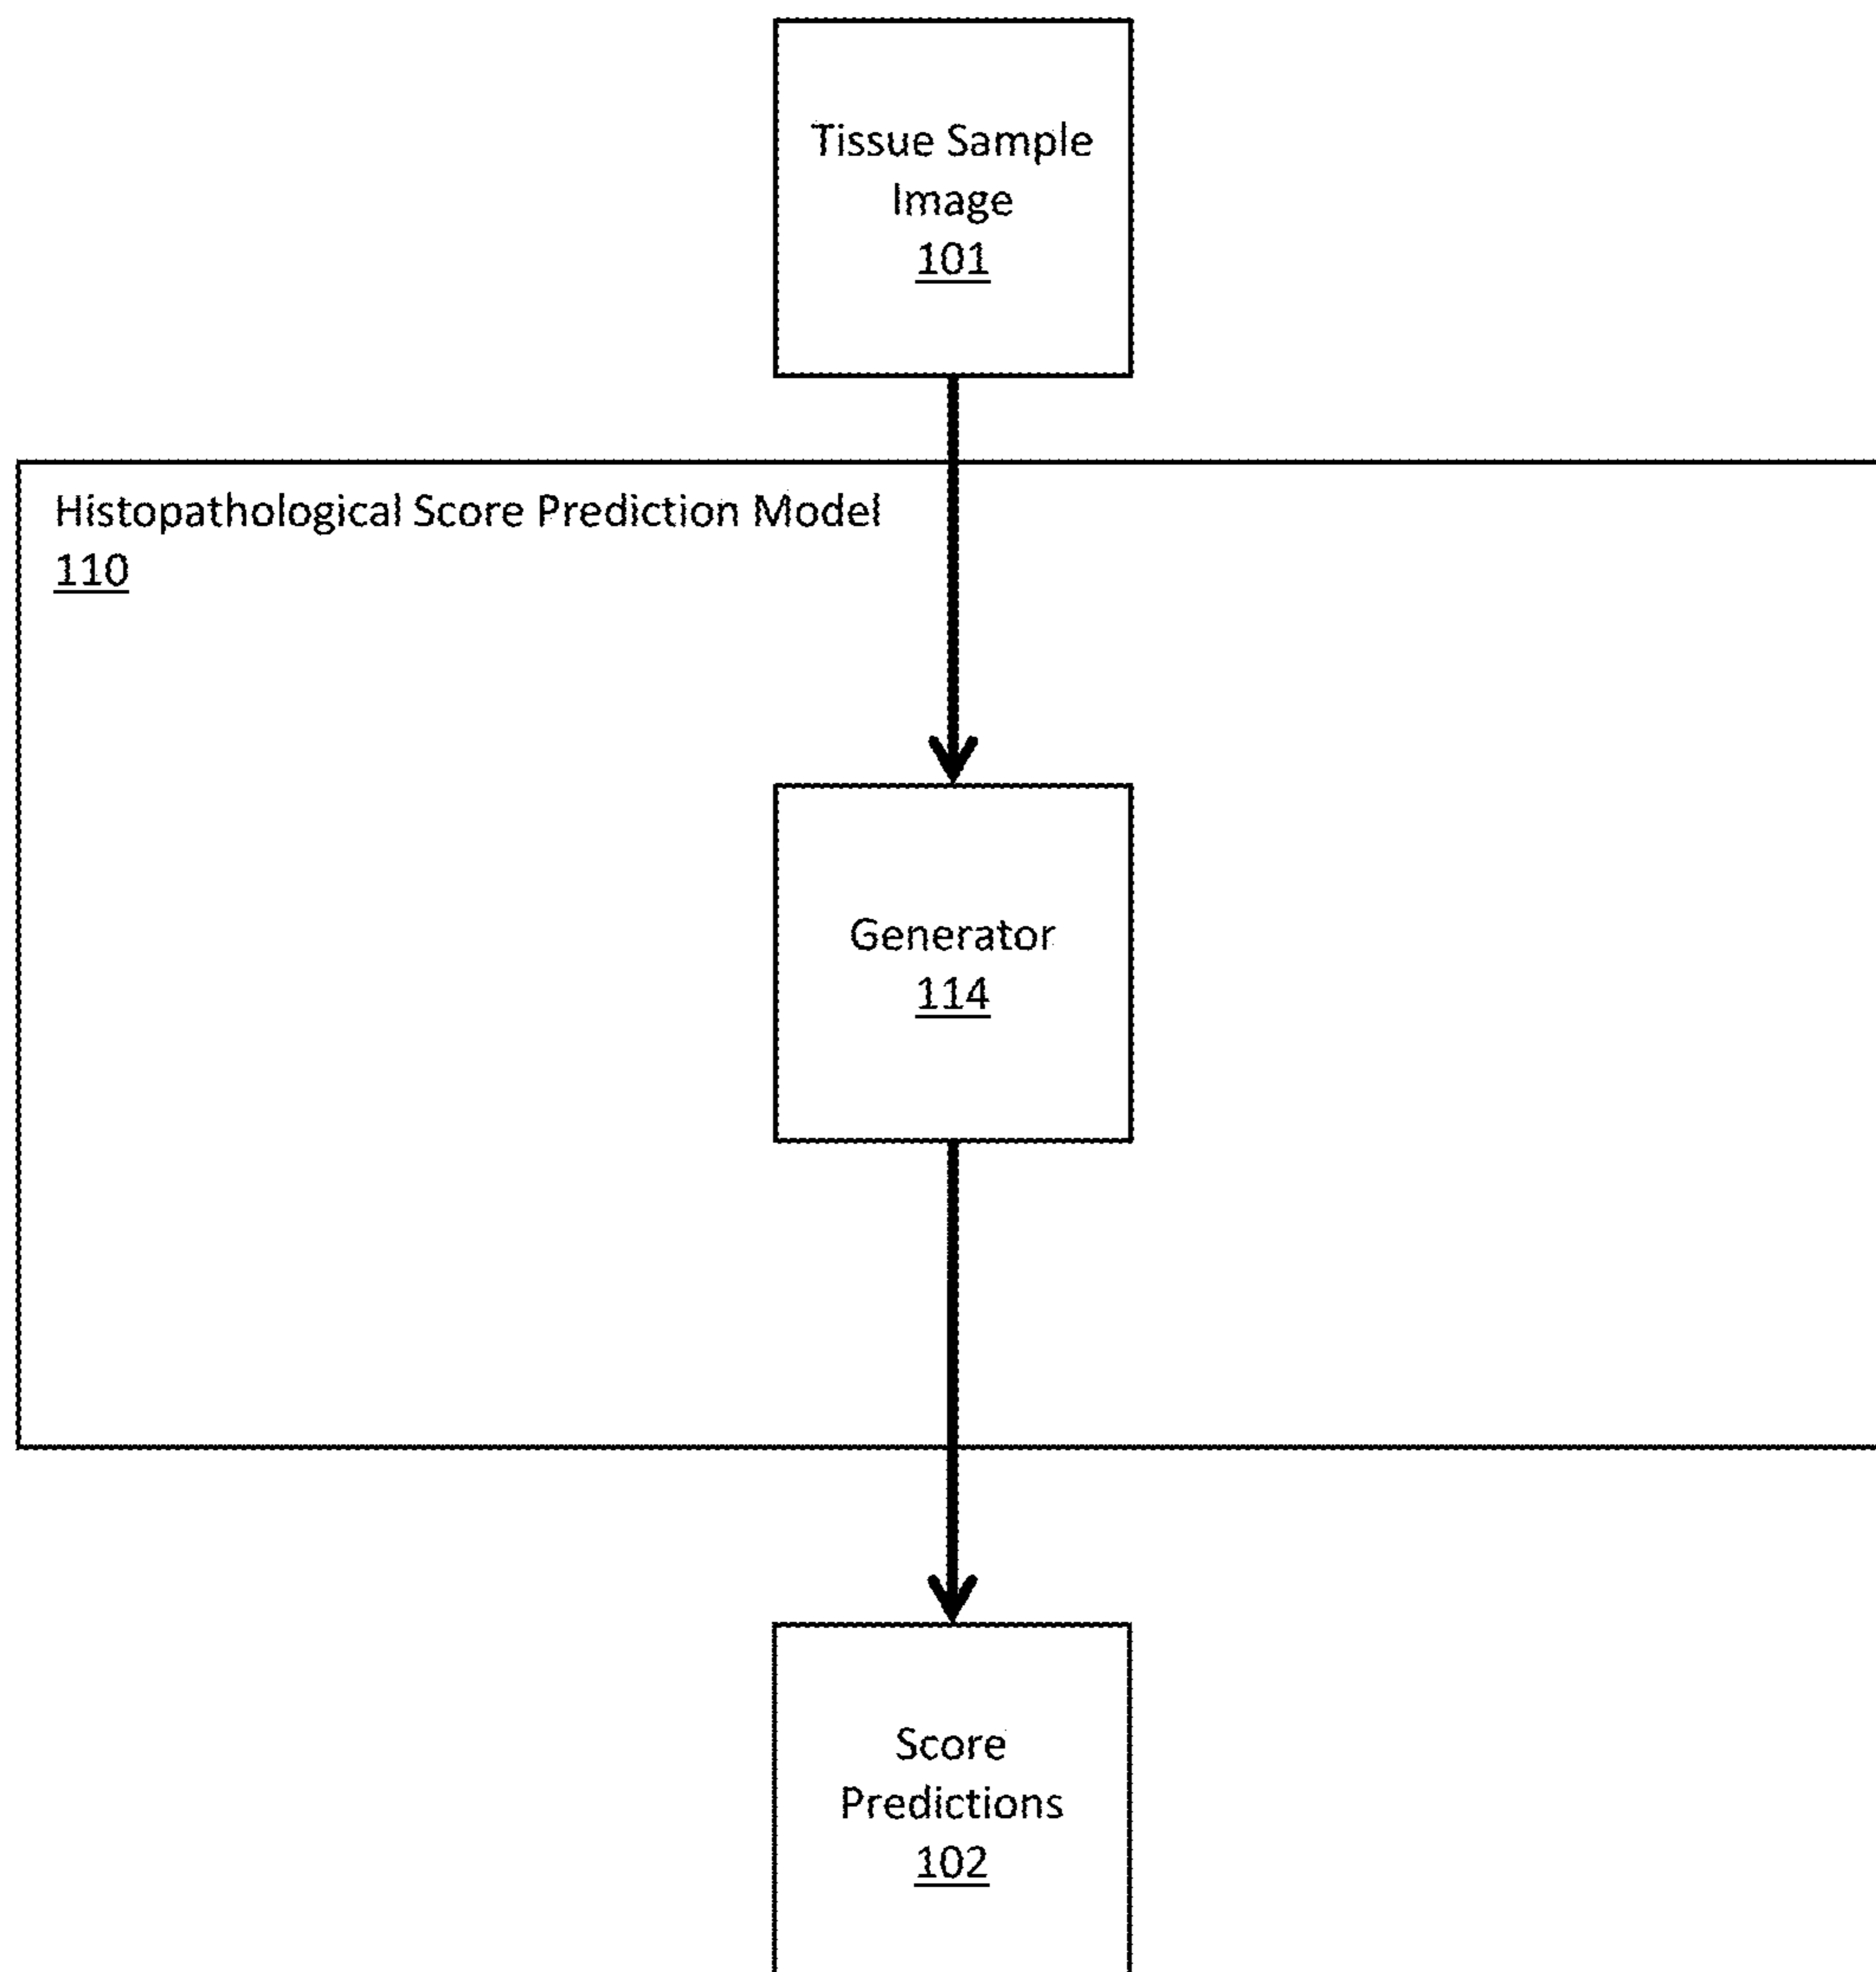 Tissue Sample
Image
101
Histopathological Score Prediction Model
110
Generator
114
Score
Predictions
102